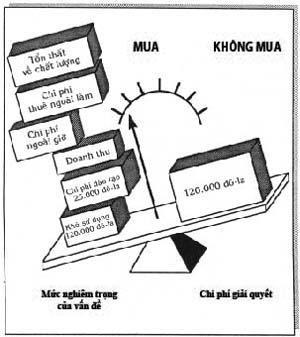 MUA
KHÔNG MUA
Tổn thất
về chất lượng
Chi phí
thuê ngoài làm
Chi phí
ngoài giờ
Doanh thu
Chi phí đào tạo
25.000 đô-la
Khó sử dụng
120.000 đô-la
120.000 đô-la
Mức nghiêm trọng
của vấn đề
Chi phí giải quyết